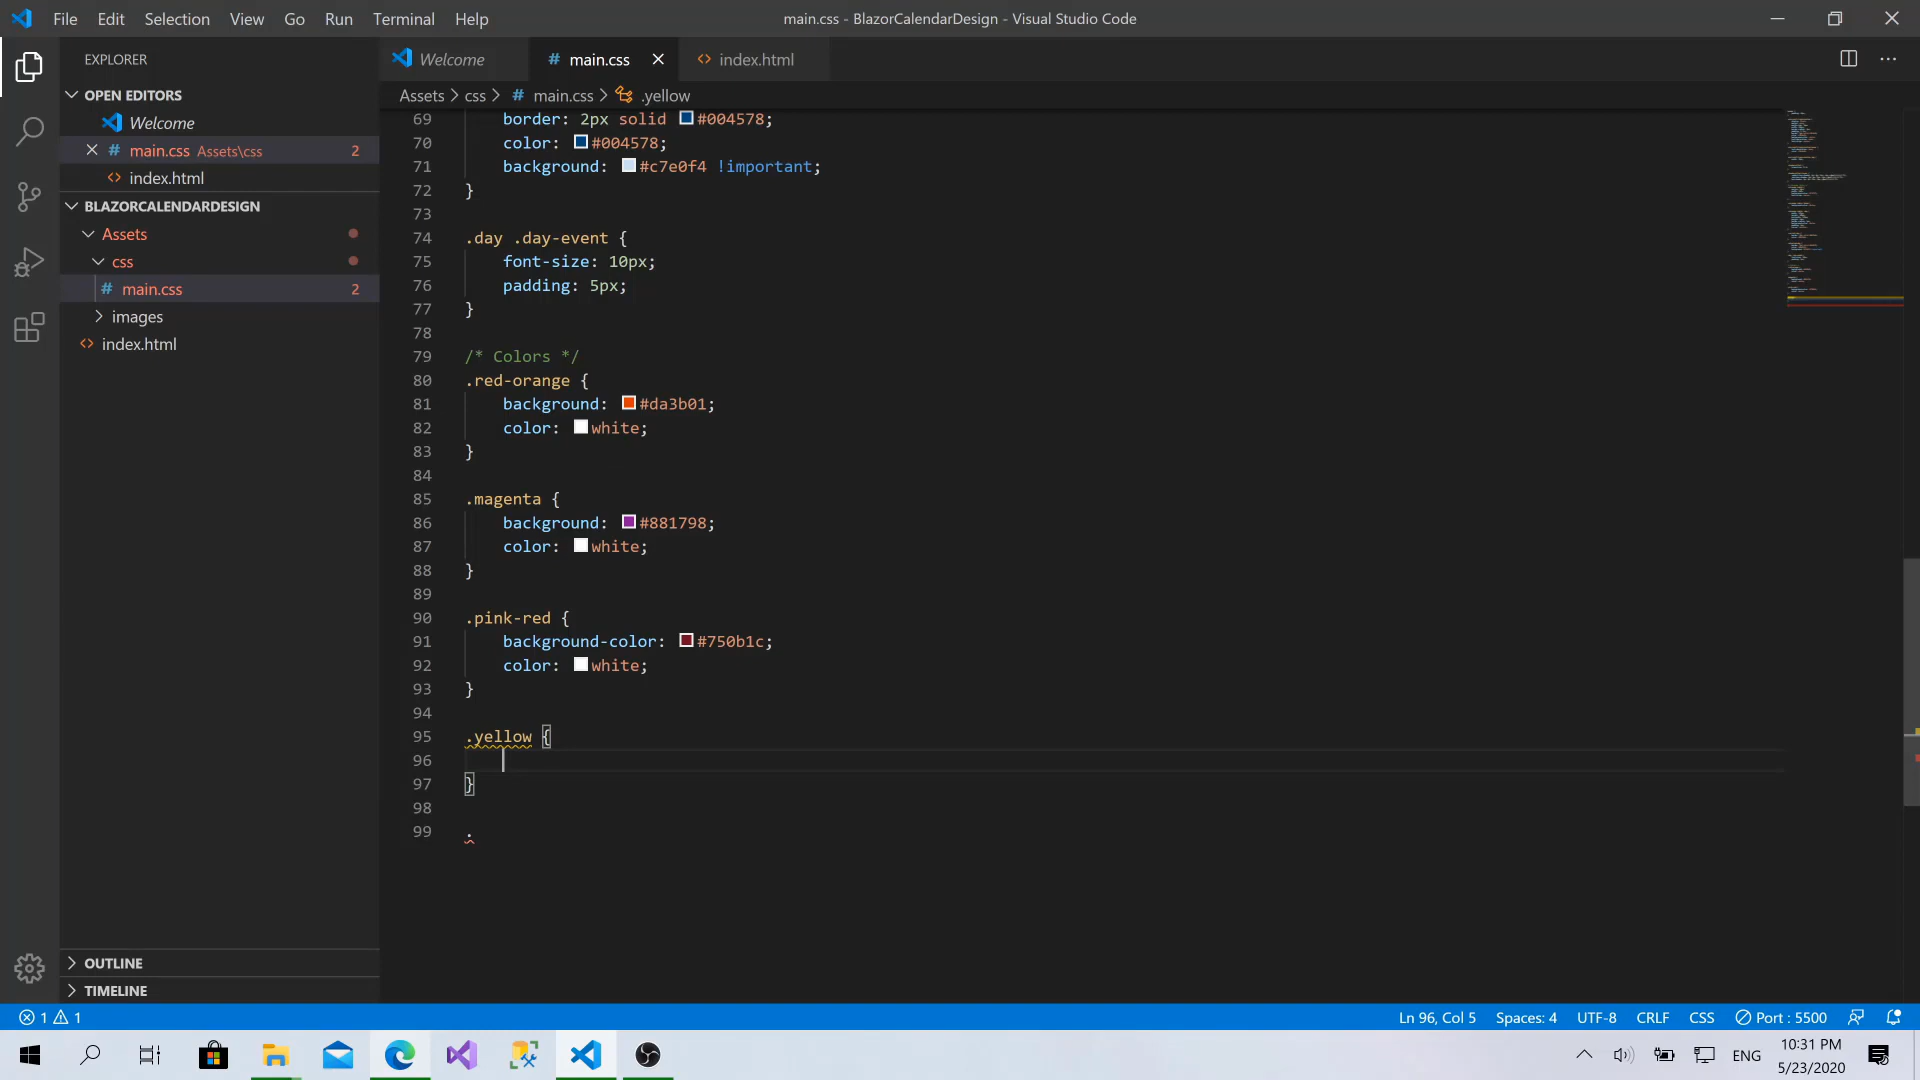 File Edit Selection View Go Run Terminal Help
main.css - BlazorCalendarDesign - Visual Studio Code
EXPLORER
OPEN EDITORS
Welcome
main.css Assets\css 2
index.html
BLAZORCALENDARDESIGN
Assets
css
main.css 2
images
index.html
OUTLINE
TIMELINE
Welcome main.css index.html
Assets > css > # main.css > .yellow
69 border: 2px solid #004578;
70 color: #004578;
71 background: #c7e0f4 !important;
72 }
73
74 .day .day-event {
75 font-size: 10px;
76 padding: 5px;
77 }
78
79 /* Colors */
80 .red-orange {
81 background: #da3b01;
82 color: white;
83 }
84
85 .magenta {
86 background: #881798;
87 color: white;
88 }
89
90 .pink-red {
91 background-color: #750b1c;
92 color: white;
93 }
94
95 .yellow {
96
97 }
98
99 .
1 1
Ln 96, Col 5 Spaces: 4 UTF-8 CRLF CSS Port : 5500
ENG
10:31 PM
5/23/2020